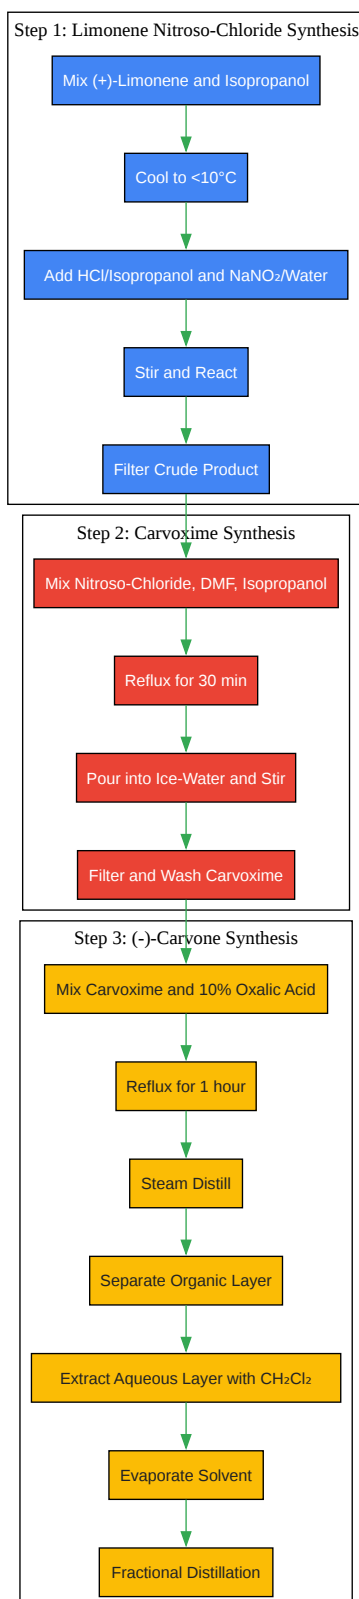 Step 1: Limonene Nitroso-Chloride Synthesis
Mix (+)-Limonene and Isopropanol
Cool to <10°C
Add HCl/Isopropanol and NaNO₂/Water
Stir and React
Filter Crude Product
Step 2: Carvoxime Synthesis
Mix Nitroso-Chloride, DMF, Isopropanol
Reflux for 30 min
Pour into Ice-Water and Stir
Filter and Wash Carvoxime
Step 3: (-)-Carvone Synthesis
Mix Carvoxime and 10% Oxalic Acid
Reflux for 1 hour
Steam Distill
Separate Organic Layer
Extract Aqueous Layer with CH₂Cl₂
Evaporate Solvent
Fractional Distillation